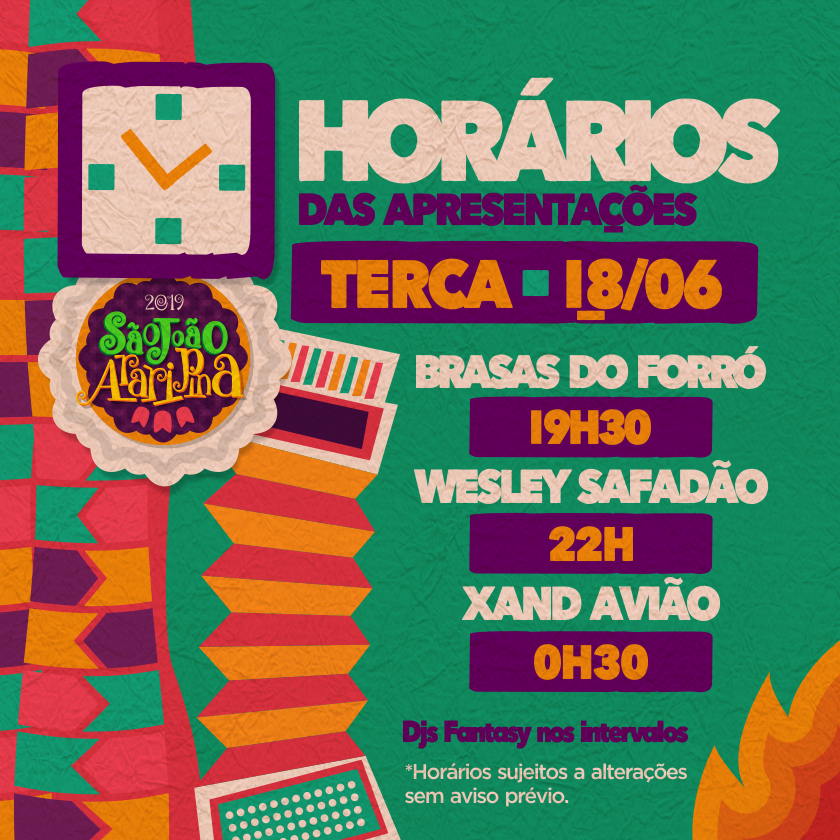 HORÁRIOS
DAS APRESENTAÇÕES
TERCA 18/06
2019
São João
Araripina
BRASAS DO FORRÓ
19H30
WESLEY SAFADÃO
22H
XAND AVIÃO
0H30
Djs Fantasy nos intervalos
*Horários sujeitos a alterações
sem aviso prévio.